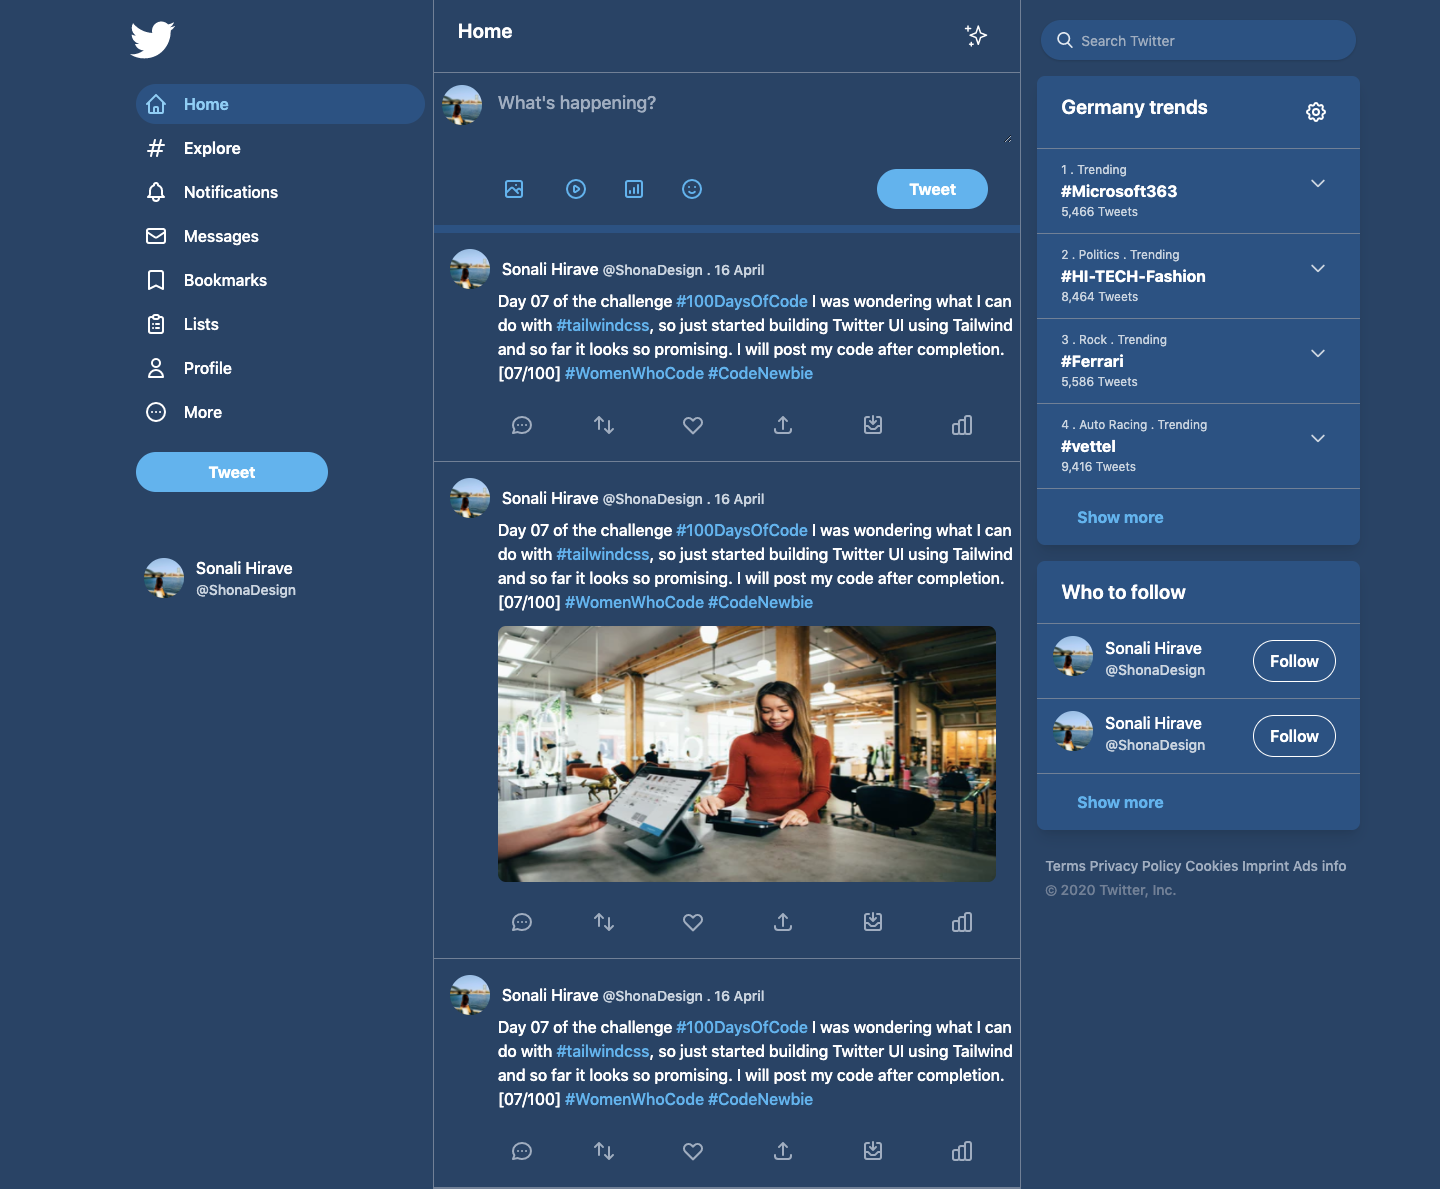 Home
Explore
Notifications
Messages
Bookmarks
Lists
Profile
More
Tweet
Sonali Hirave
@ShonaDesign
Home
What's happening?
Tweet
Sonali Hirave @ShonaDesign . 16 April
Day 07 of the challenge #100DaysOfCode I was wondering what I can
do with #tailwindcss, so just started building Twitter UI using Tailwind
and so far it looks so promising. I will post my code after completion.
[07/100] #WomenWhoCode #CodeNewbie
Sonali Hirave @ShonaDesign . 16 April
Day 07 of the challenge #100DaysOfCode I was wondering what I can
do with #tailwindcss, so just started building Twitter UI using Tailwind
and so far it looks so promising. I will post my code after completion.
[07/100] #WomenWhoCode #CodeNewbie
Sonali Hirave @ShonaDesign . 16 April
Day 07 of the challenge #100DaysOfCode I was wondering what I can
do with #tailwindcss, so just started building Twitter UI using Tailwind
and so far it looks so promising. I will post my code after completion.
[07/100] #WomenWhoCode #CodeNewbie
Search Twitter
Germany trends
1 . Trending
#Microsoft363
5,466 Tweets
2 . Politics . Trending
#HI-TECH-Fashion
8,464 Tweets
3 . Rock . Trending
#Ferrari
5,586 Tweets
4 . Auto Racing . Trending
#vettel
9,416 Tweets
Show more
Who to follow
Sonali Hirave
@ShonaDesign
Follow
Sonali Hirave
@ShonaDesign
Follow
Show more
Terms Privacy Policy Cookies Imprint Ads info
© 2020 Twitter, Inc.